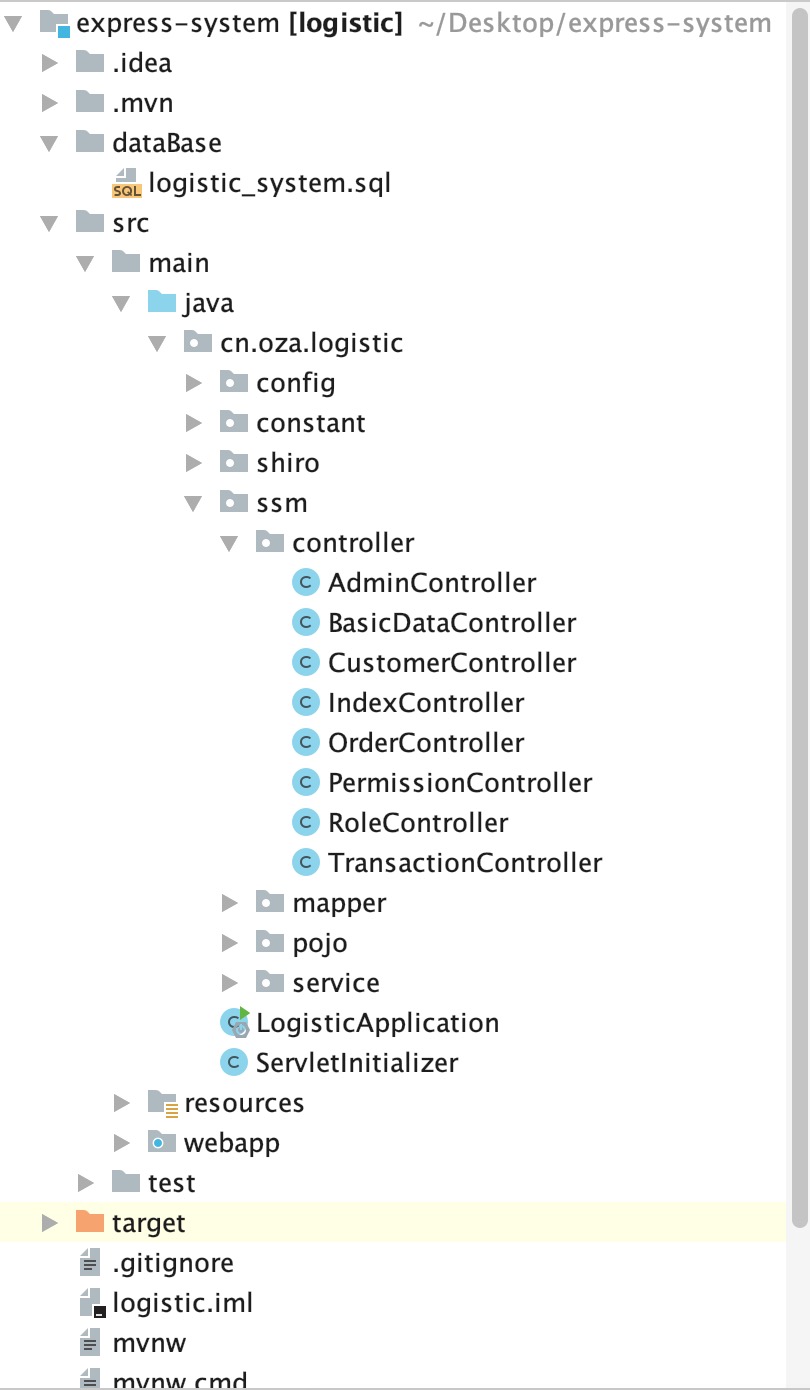 express-system [logistic] ~/Desktop/express-system
.idea
.mvn
dataBase
SQL logistic_system.sql
src
main
java
cn.oza.logistic
config
constant
shiro
ssm
controller
C AdminController
C BasicDataController
C CustomerController
C IndexController
C OrderController
C PermissionController
C RoleController
C TransactionController
mapper
pojo
service
C LogisticApplication
C ServletInitializer
resources
webapp
test
target
.gitignore
logistic.iml
mvnw
mvnw.cmd